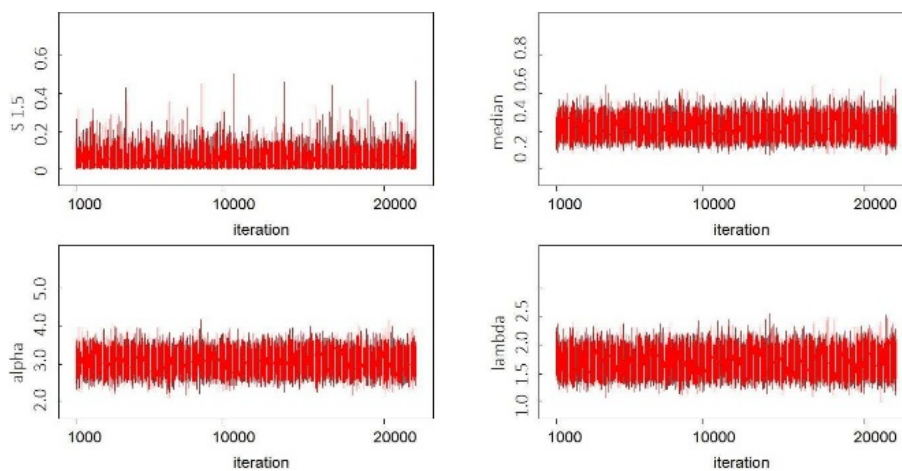 S 1.5
0 0.2 0.4 0.6
1000 10000 20000
iteration
median
0.2 0.4 0.6 0.8
1000 10000 20000
iteration
alpha
2.0 3.0 4.0 5.0
1000 10000 20000
iteration
lambda
1.0 1.5 2.0 2.5
1000 10000 20000
iteration